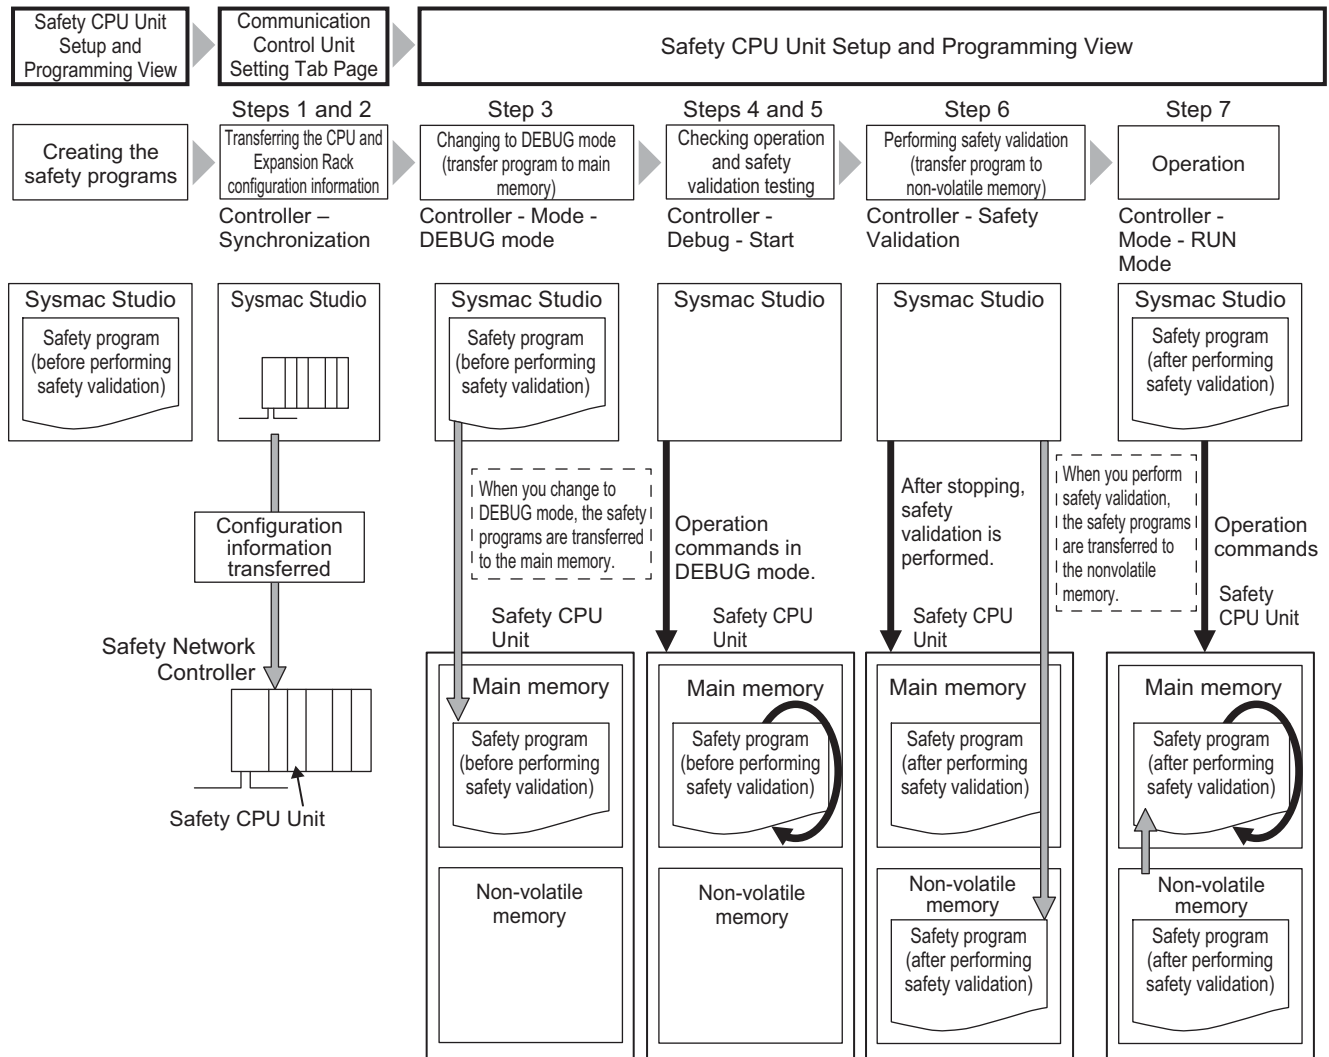 Safety CPU Unit
Setup and
Programming View
Communication
Control Unit
Setting Tab Page
Safety CPU Unit Setup and Programming View
Steps 1 and 2
Step 3
Steps 4 and 5
Step 6
Step 7
Creating the
safety programs
Transferring the CPU and
Expansion Rack
configuration information
Changing to DEBUG mode
(transfer program to main
memory)
Checking operation
and safety
validation testing
Performing safety validation
(transfer program to
non-volatile memory)
Operation
Controller –
Synchronization
Controller - Mode -
DEBUG mode
Controller -
Debug - Start
Controller - Safety
Validation
Controller -
Mode - RUN
Mode
Sysmac Studio
Safety program
(before performing
safety validation)
Sysmac Studio
Sysmac Studio
Safety program
(before performing
safety validation)
Sysmac Studio
Sysmac Studio
Sysmac Studio
Safety program
(after performing
safety validation)
Configuration
information
transferred
When you change to
DEBUG mode, the safety
programs are transferred
to the main memory.
Operation
commands in
DEBUG mode.
After stopping,
safety
validation is
performed.
When you perform
safety validation,
the safety programs
are transferred to
the nonvolatile
memory.
Operation
commands
Safety Network
Controller
Safety CPU Unit
Safety CPU
Unit
Main memory
Safety program
(before performing
safety validation)
Non-volatile
memory
Safety CPU
Unit
Main memory
Safety program
(before performing
safety validation)
Non-volatile
memory
Safety CPU
Unit
Main memory
Safety program
(after performing
safety validation)
Non-volatile
memory
Safety program
(after performing
safety validation)
Safety
CPU Unit
Main memory
Safety program
(after performing
safety validation)
Non-volatile
memory
Safety program
(after performing
safety validation)